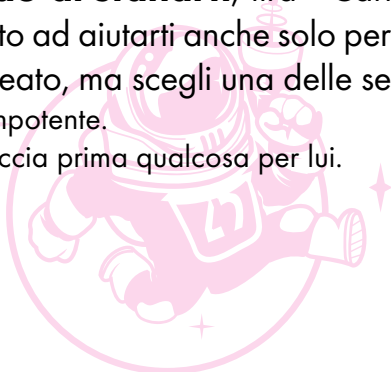 to ad aiutarti anche solo per
eato, ma scegli una delle se
npotente.
ccia prima qualcosa per lui.